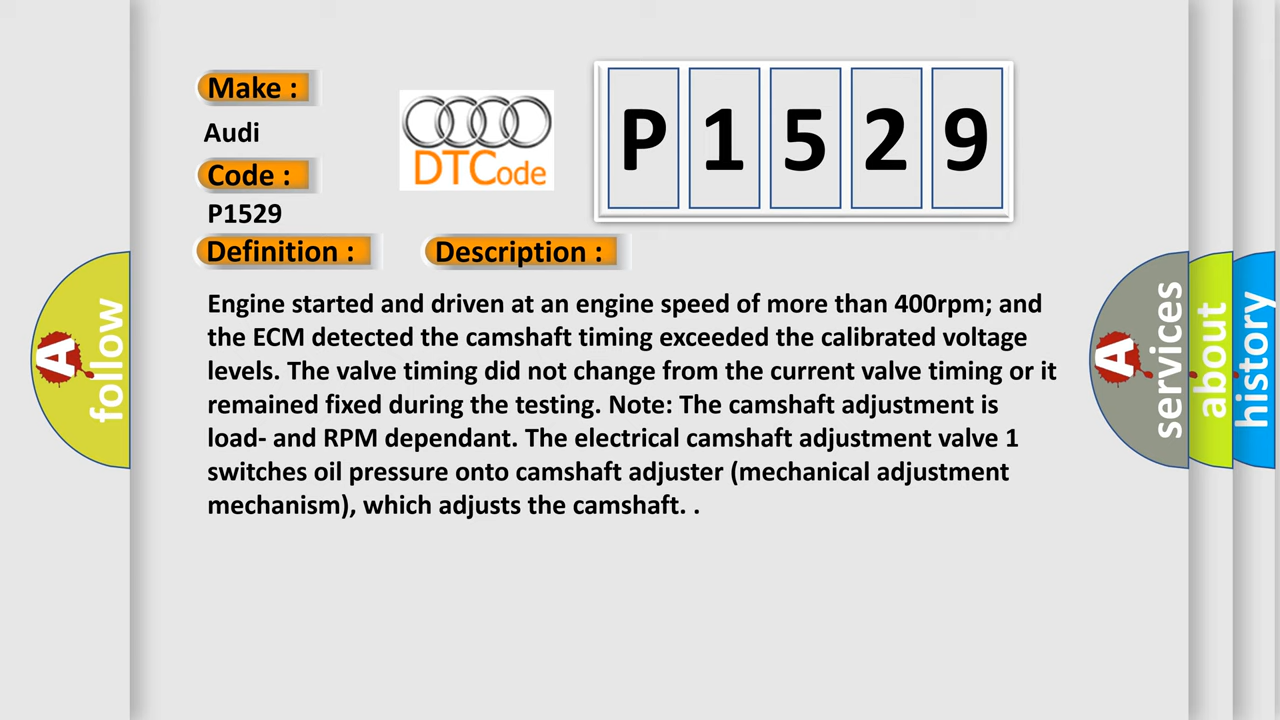 Make :
Audi
Code :
P1529
DTCode
P1529
Definition :
Description :
Engine started and driven at an engine speed of more than 400rpm; and
the ECM detected the camshaft timing exceeded the calibrated voltage
levels. The valve timing did not change from the current valve timing or it
remained fixed during the testing. Note: The camshaft adjustment is
load- and RPM dependant. The electrical camshaft adjustment valve 1
switches oil pressure onto camshaft adjuster (mechanical adjustment
mechanism), which adjusts the camshaft. .
A follow
A services
about
history